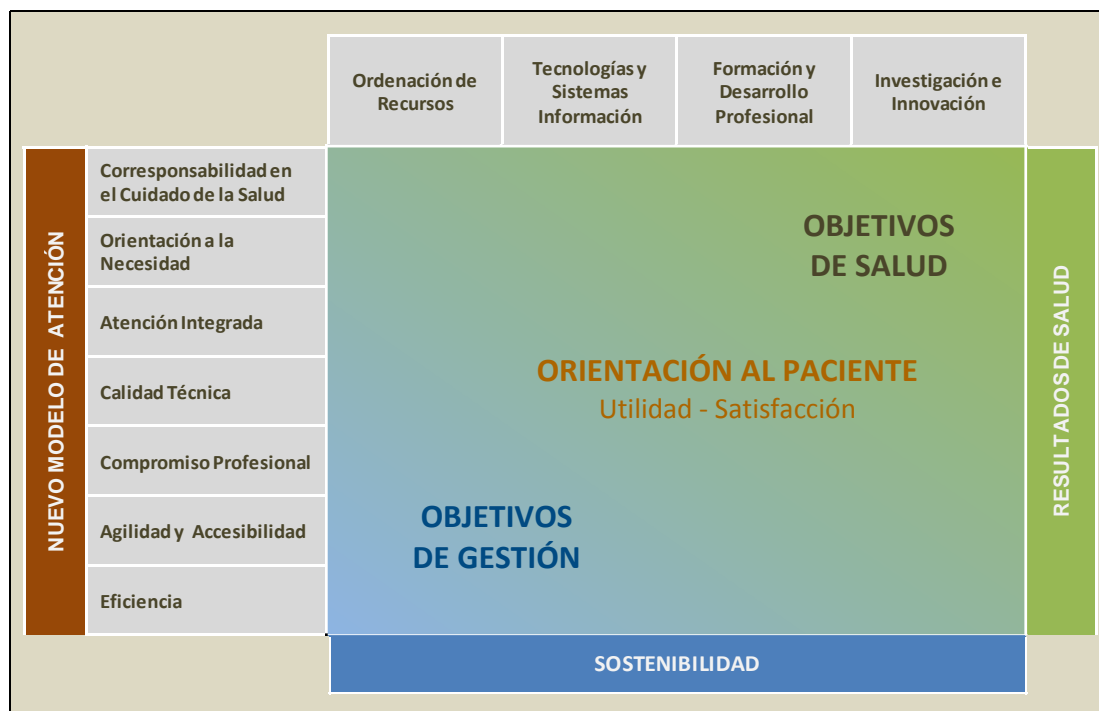 Ordenación de
Recursos
Tecnologías y
Sistemas
Información
Formación y
Desarrollo
Profesional
Investigación e
Innovación
NUEVO MODELO DE ATENCIÓN
Corresponsabilidad en
el Cuidado de la Salud
Orientación a la
Necesidad
Atención Integrada
Calidad Técnica
Compromiso Profesional
Agilidad y Accesibilidad
Eficiencia
OBJETIVOS
DE SALUD
ORIENTACIÓN AL PACIENTE
Utilidad - Satisfacción
OBJETIVOS
DE GESTIÓN
RESULTADOS DE SALUD
SOSTENIBILIDAD